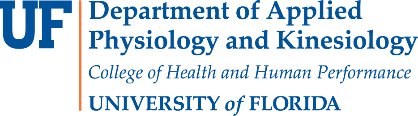 UF
Department of Applied
Physiology and Kinesiology
College of Health and Human Performance
UNIVERSITY of FLORIDA